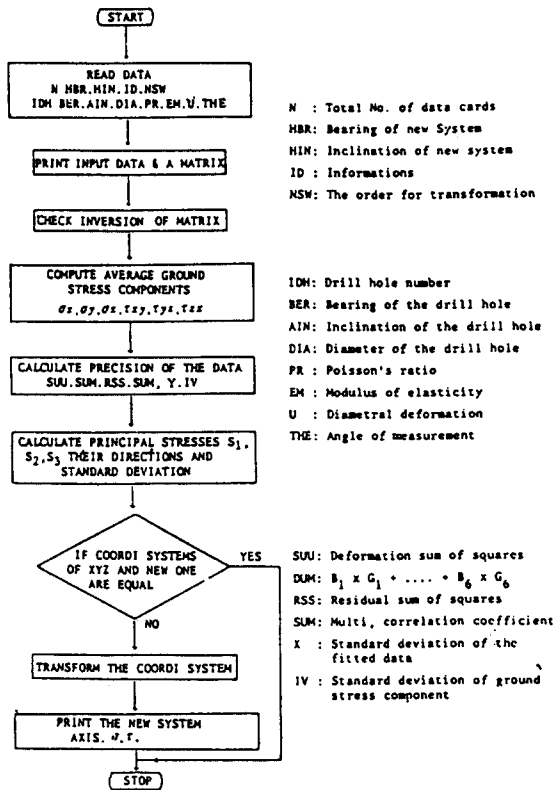 START
READ DATA
N HBR.HIN.ID.NSW
IDH BER.AIN.DIA.PR.EM.U.THE
PRINT INPUT DATA & A MATRIX
CHECK INVERSION OF MATRIX
COMPUTE AVERAGE GROUND
STRESS COMPONENTS
σx,σy,σz,τxy,τyz,τzx
CALCULATE PRECISION OF THE DATA
SUU.SUM.RSS.SUM, Y.IV
CALCULATE PRINCIPAL STRESSES S1,
S2,S3 THEIR DIRECTIONS AND
STANDARD DEVIATION
IF COORDI SYSTEMS
OF XYZ AND NEW ONE
ARE EQUAL
YES
NO
TRANSFORM THE COORDI SYSTEM
PRINT THE NEW SYSTEM
AXIS. σ.τ.
STOP
N : Total No. of data cards
HBR: Bearing of new System
HIN: Inclination of new system
ID : Informations
NSW: The order for transformation
IDH: Drill hole number
BER: Bearing of the drill hole
AIN: Inclination of the drill hole
DIA: Diameter of the drill hole
PR : Poisson's ratio
EM : Modulus of elasticity
U : Diametral deformation
THE: Angle of measurement
SUU: Deformation sum of squares
DUM: B1 x G1 + .... + B6 x G6
RSS: Residual sum of squares
SUM: Multi, correlation coefficient
X : Standard deviation of the
fitted data
IV : Standard deviation of ground
stress component